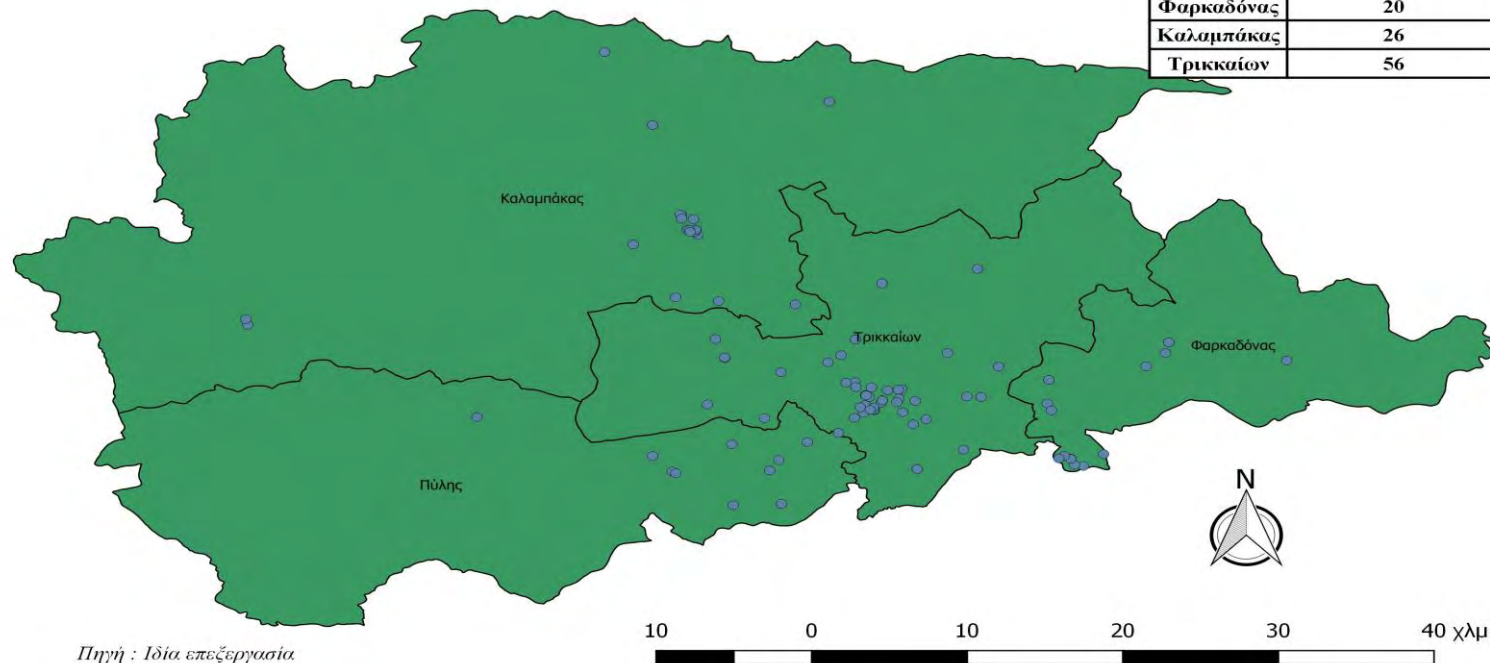 Φαρκαδόνας 20
Καλαμπάκας 26
Τρικκαίων 56
Καλαμπάκας
Τρικκαίων
Φαρκαδόνας
Πύλης
N
10 0 10 20 30 40 χλμ
Πηγή : Ιδία επεξεργασία